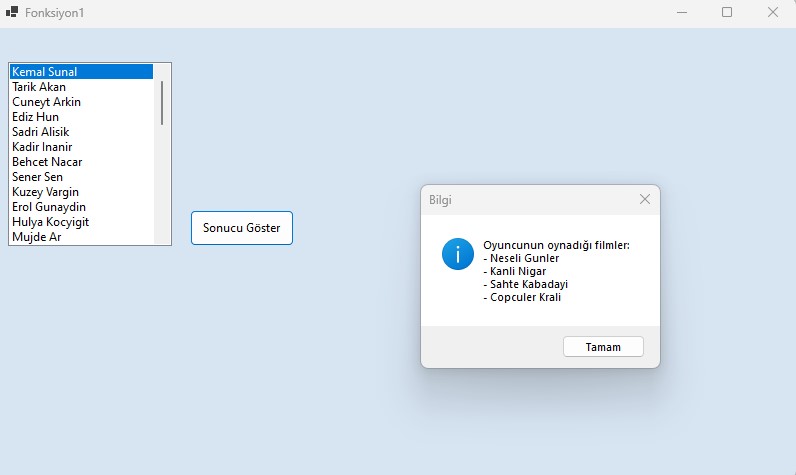 Fonksiyon1
Kemal Sunal
Tarik Akan
Cuneyt Arkin
Ediz Hun
Sadri Alisik
Kadir Inanir
Behcet Nacar
Sener Sen
Kuzey Vargin
Erol Gunaydin
Hulya Kocyigit
Mujde Ar
Sonucu Göster
Bilgi
Oyuncunun oynadığı filmler:
- Neseli Gunler
- Kanli Nigar
- Sahte Kabadayi
- Copculer Krali
Tamam